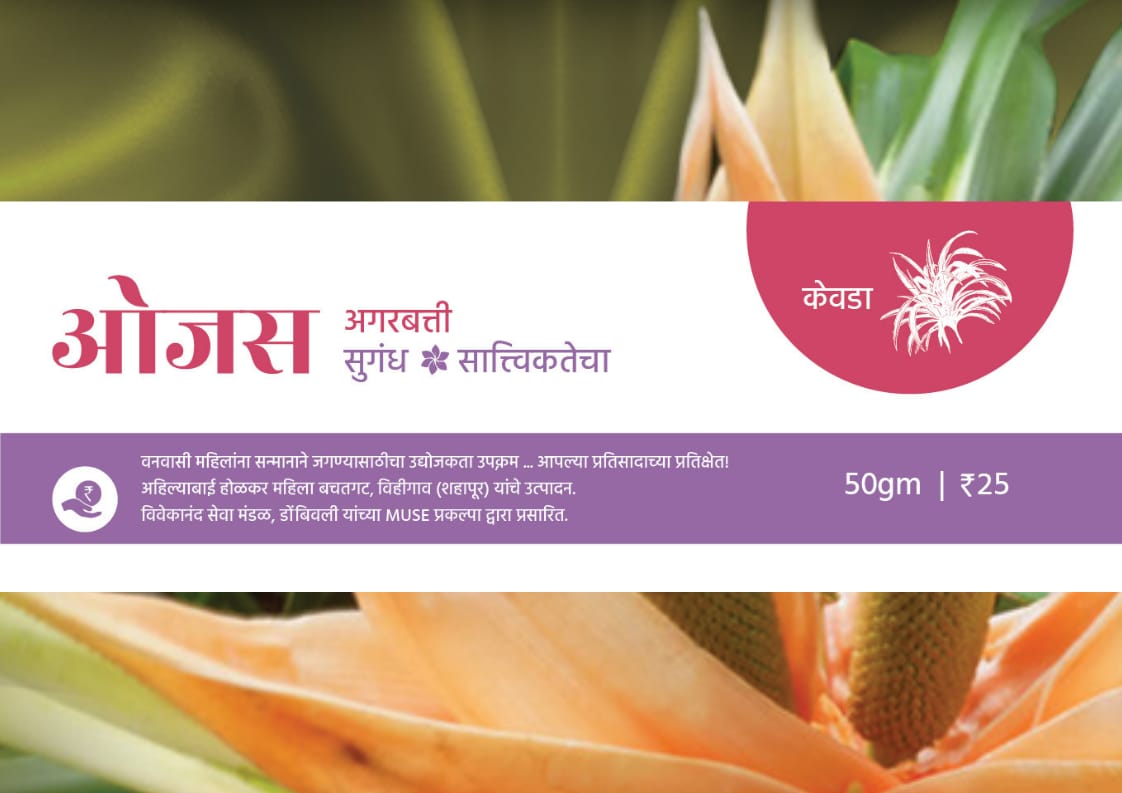 ओजस
अगरबत्ती
सुगंध सात्त्विकतेचा
केवडा
वनवासी महिलांना सन्मानाने जगण्यासाठीचा उद्योजकता उपक्रम ... आपल्या प्रतिसादाच्या प्रतिक्षेत!
अहिल्याबाई होळकर महिला बचतगट, विहीगाव (शहापूर) यांचे उत्पादन.
विवेकानंद सेवा मंडळ, डोंबिवली यांच्या MUSE प्रकल्पा द्वारा प्रसारित.
50gm | ₹25
₹